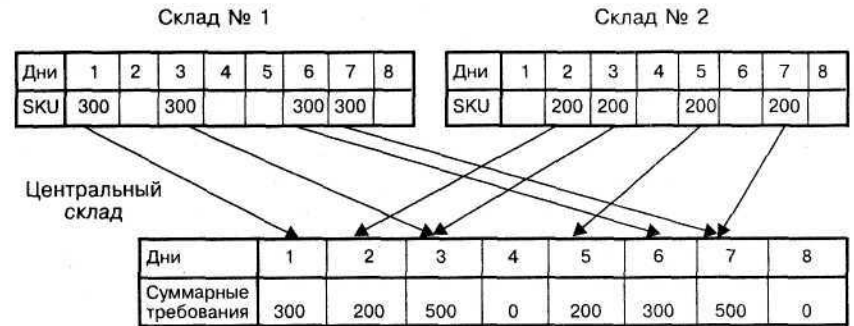 Склад № 1 Склад № 2
Дни 1 2 3 4 5 6 7 8 Дни 1 2 3 4 5 6 7 8
SKU 300 300 300 300 SKU 200 200 200 200
Центральный
склад
Дни 1 2 3 4 5 6 7 8
Суммарные
требования 300 200 500 0 200 300 500 0